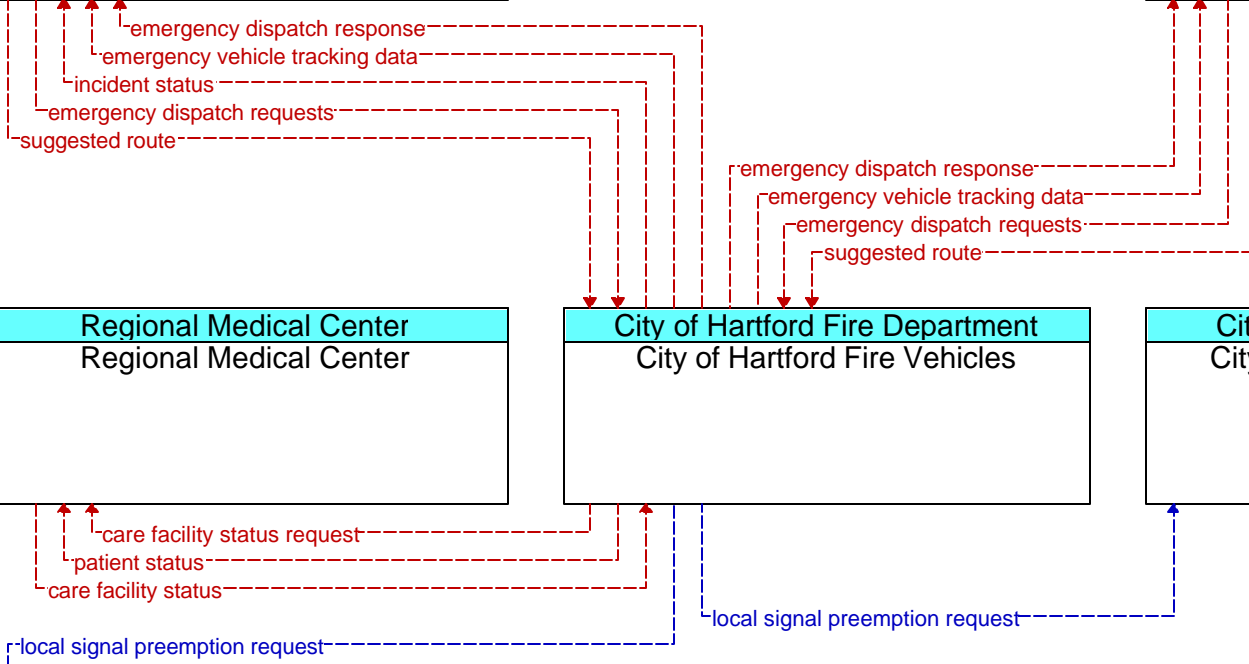 emergency dispatch response
emergency vehicle tracking data
incident status
emergency dispatch requests
suggested route
emergency dispatch response
emergency vehicle tracking data
emergency dispatch requests
suggested route
Regional Medical Center
Regional Medical Center
City of Hartford Fire Department
City of Hartford Fire Vehicles
care facility status request
patient status
care facility status
local signal preemption request
local signal preemption request